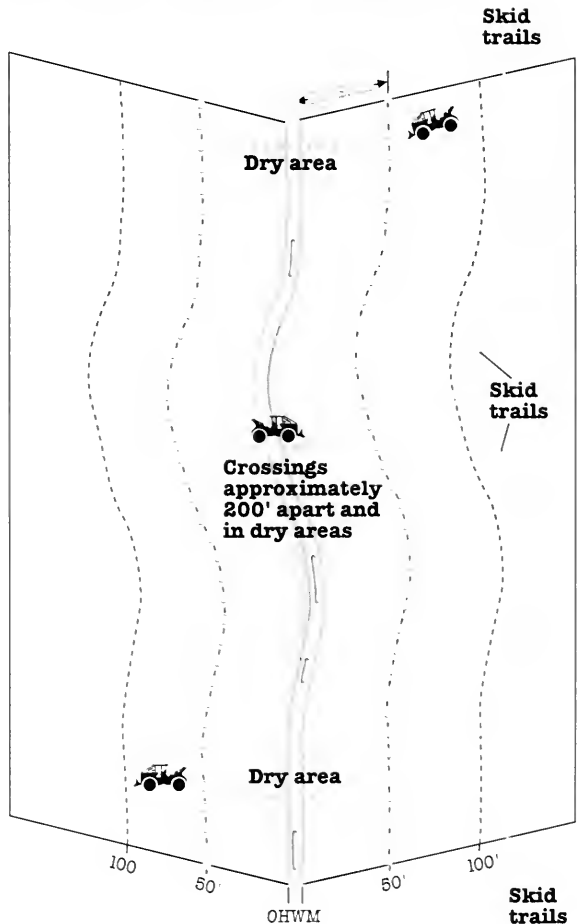 Skid
trails
Dry area
Skid
trails
Crossings
approximately
200' apart and
in dry areas
Dry area
100
50'
OHWM
50'
100'
Skid
trails